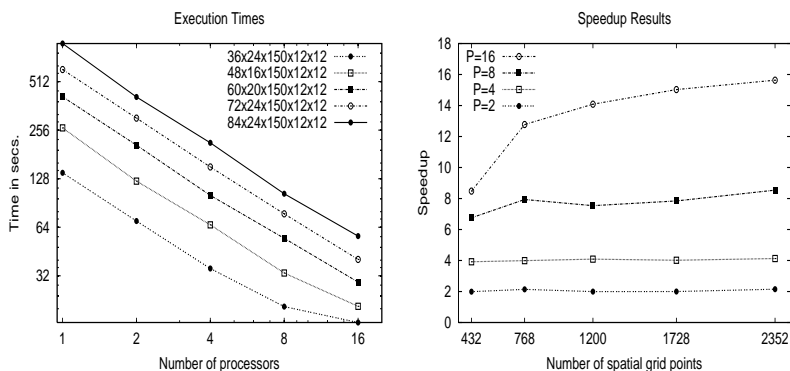 Execution Times
512
256
128
64
32
Time in secs.
36x24x150x12x12
48x16x150x12x12
60x20x150x12x12
72x24x150x12x12
84x24x150x12x12
1 2 4 8 16
Number of processors
Speedup Results
18
16
14
12
10
8
6
4
2
0
Speedup
P=16
P=8
P=4
P=2
432 768 1200 1728 2352
Number of spatial grid points